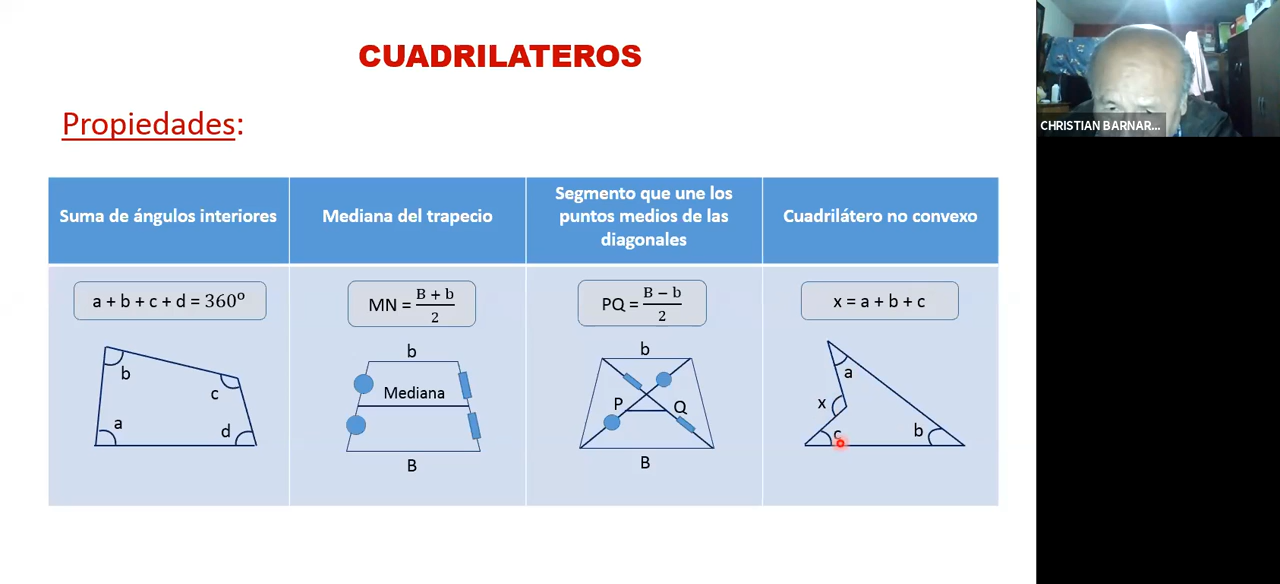 CUADRILATEROS
CHRISTIAN BARNAR...
Propiedades:
Suma de ángulos interiores
Mediana del trapecio
Segmento que une los
puntos medios de las
diagonales
Cuadrilátero no convexo
a + b + c + d = 360º
MN = B + b / 2
PQ = B − b / 2
x = a + b + c
b
c
a
d
b
Mediana
B
b
P
Q
B
a
x
c
b